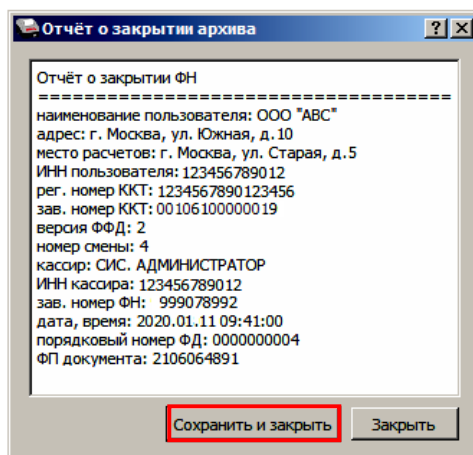 Отчёт о закрытии архива
Отчёт о закрытии ФН
====================================
наименование пользователя: ООО "АВС"
адрес: г. Москва, ул. Южная, д.10
место расчетов: г. Москва, ул. Старая, д.5
ИНН пользователя: 123456789012
рег. номер ККТ: 1234567890123456
зав. номер ККТ: 00106100000019
версия ФФД: 2
номер смены: 4
кассир: СИС. АДМИНИСТРАТОР
ИНН кассира: 123456789012
зав. номер ФН: 999078992
дата, время: 2020.01.11 09:41:00
порядковый номер ФД: 0000000004
ФП документа: 2106064891
Сохранить и закрыть Закрыть